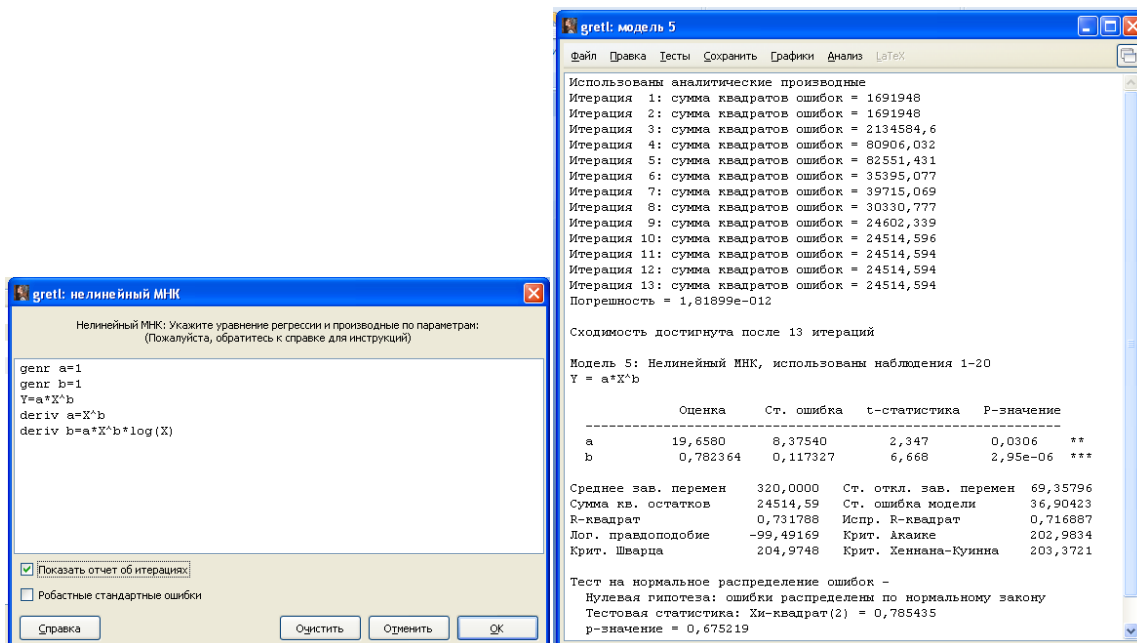 gretl: нелинейный МНК
Нелинейный МНК: Укажите уравнение регрессии и производные по параметрам:
(Пожалуйста, обратитесь к справке для инструкций)
genr a=1
genr b=1
Y=a*X^b
deriv a=X^b
deriv b=a*X^b*log(X)
Показать отчет об итерациях
Робастные стандартные ошибки
Справка Очистить Отменить OK
gretl: модель 5
Файл Правка Тесты Сохранить Графики Анализ LaTeX
Использованы аналитические производные
Итерация 1: сумма квадратов ошибок = 1691948
Итерация 2: сумма квадратов ошибок = 1691948
Итерация 3: сумма квадратов ошибок = 2134584,6
Итерация 4: сумма квадратов ошибок = 80906,032
Итерация 5: сумма квадратов ошибок = 82551,431
Итерация 6: сумма квадратов ошибок = 35395,077
Итерация 7: сумма квадратов ошибок = 39715,069
Итерация 8: сумма квадратов ошибок = 30330,777
Итерация 9: сумма квадратов ошибок = 24602,339
Итерация 10: сумма квадратов ошибок = 24514,596
Итерация 11: сумма квадратов ошибок = 24514,594
Итерация 12: сумма квадратов ошибок = 24514,594
Итерация 13: сумма квадратов ошибок = 24514,594
Погрешность = 1,81899e-012
Сходимость достигнута после 13 итераций
Модель 5: Нелинейный МНК, использованы наблюдения 1-20
Y = a*X^b
Оценка Ст. ошибка t-статистика P-значение
a 19,6580 8,37540 2,347 0,0306 **
b 0,782364 0,117327 6,668 2,95e-06 ***
Среднее зав. перемен 320,0000 Ст. откл. зав. перемен 69,35796
Сумма кв. остатков 24514,59 Ст. ошибка модели 36,90423
R-квадрат 0,731788 Испр. R-квадрат 0,716887
Лог. правдоподобие -99,49169 Крит. Акаике 202,9834
Крит. Шварца 204,9748 Крит. Хеннана-Куинна 203,3721
Тест на нормальное распределение ошибок -
Нулевая гипотеза: ошибки распределены по нормальному закону
Тестовая статистика: Хи-квадрат(2) = 0,785435
р-значение = 0,675219